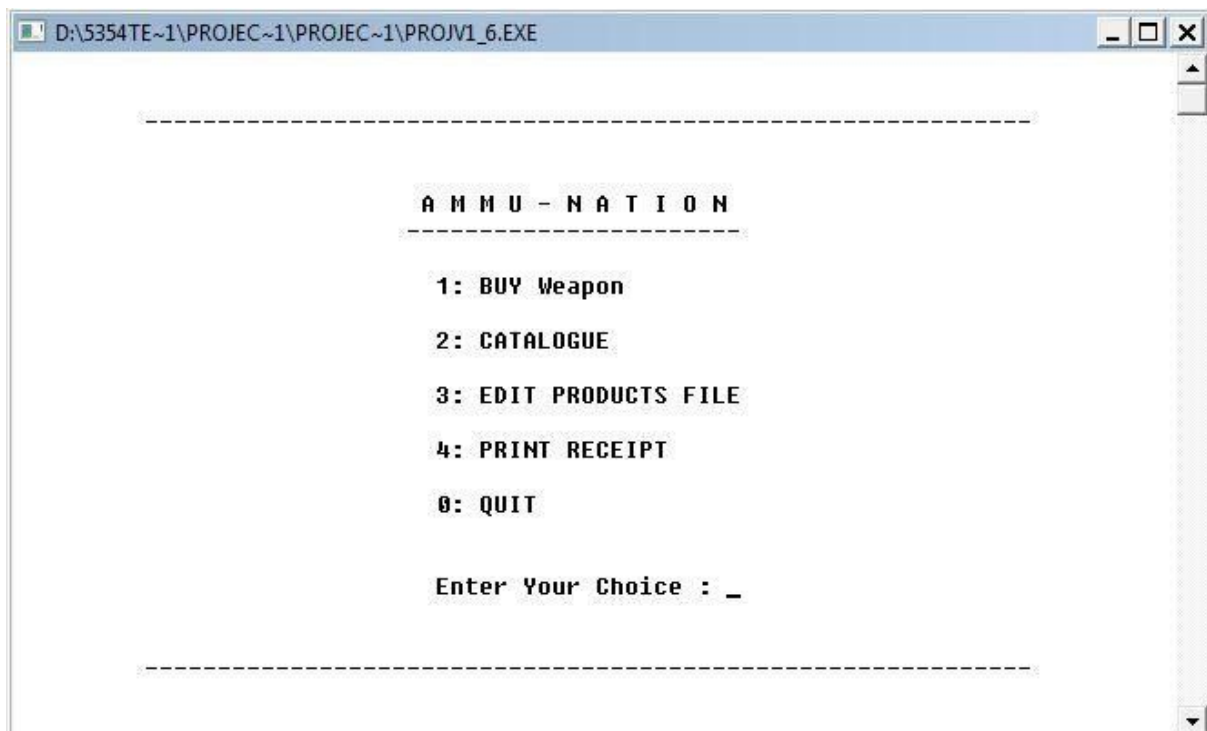 D:\5354TE~1\PROJEC~1\PROJEC~1\PROJV1_6.EXE
------------------------------------------------------------
A M M U - N A T I O N
-----------------------
1: BUY Weapon
2: CATALOGUE
3: EDIT PRODUCTS FILE
4: PRINT RECEIPT
0: QUIT
Enter Your Choice : _
------------------------------------------------------------